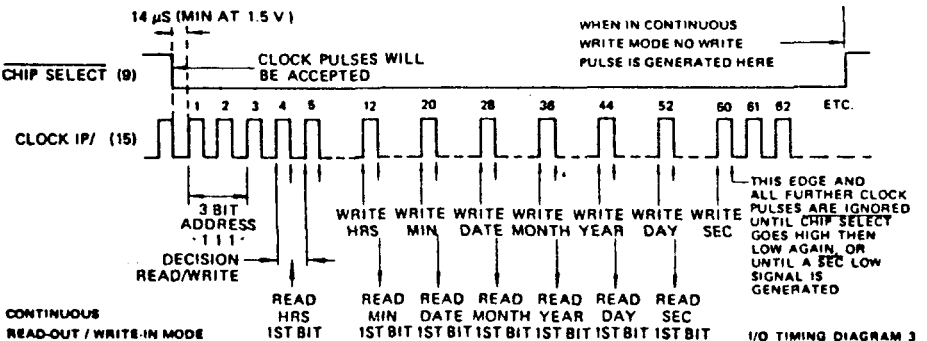 14 µS (MIN AT 1.5 V)
WHEN IN CONTINUOUS
WRITE MODE NO WRITE
PULSE IS GENERATED HERE
CLOCK PULSES WILL
BE ACCEPTED
CHIP SELECT (9)
1 2 3 4 5 12 20 28 36 44 52 60 61 62 ETC.
CLOCK IP/ (15)
3 BIT
ADDRESS
·1 1 1·
DECISION
READ/WRITE
WRITE HRS
WRITE MIN
WRITE DATE
WRITE MONTH
WRITE YEAR
WRITE DAY
WRITE SEC
THIS EDGE AND
ALL FURTHER CLOCK
PULSES ARE IGNORED
UNTIL CHIP SELECT
GOES HIGH THEN
LOW AGAIN, OR
UNTIL A SEC LOW
SIGNAL IS
GENERATED
READ HRS 1ST BIT
READ MIN 1ST BIT
READ DATE 1ST BIT
READ MONTH 1ST BIT
READ YEAR 1ST BIT
READ DAY 1ST BIT
READ SEC 1ST BIT
CONTINUOUS
READ-OUT / WRITE-IN MODE
I/O TIMING DIAGRAM 3